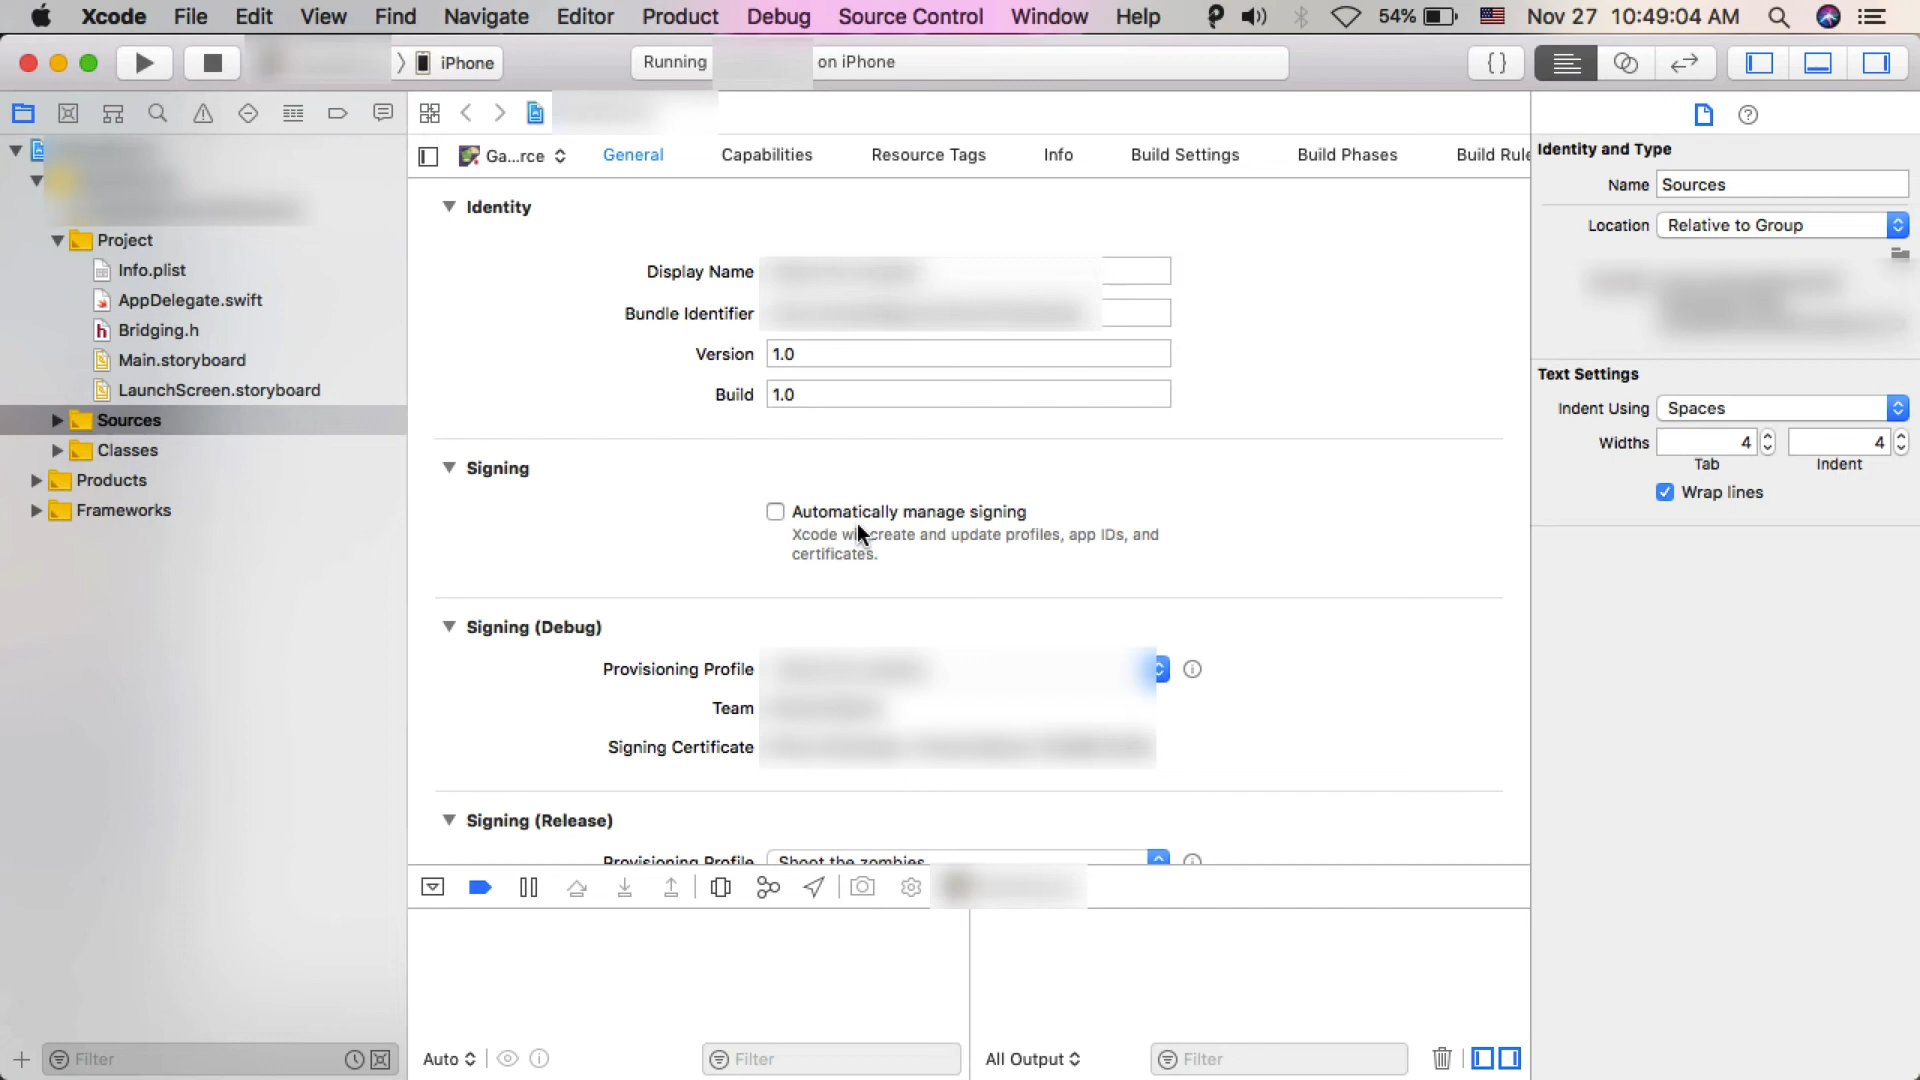 Xcode File Edit View Find Navigate Editor Product Debug Source Control Window Help 54% Nov 27 10:49:04 AM
iPhone Running on iPhone
Ga...rce General Capabilities Resource Tags Info Build Settings Build Phases Build Rule
Project
Info.plist
AppDelegate.swift
Bridging.h
Main.storyboard
LaunchScreen.storyboard
Sources
Classes
Products
Frameworks
Filter
Identity
Display Name
Bundle Identifier
Version 1.0
Build 1.0
Signing
Automatically manage signing
Xcode create and update profiles, app IDs, and
certificates.
Signing (Debug)
Provisioning Profile
Team
Signing Certificate
Signing (Release)
Provisioning Profile Shoot the zombies
Auto Filter All Output Filter
Identity and Type
Name Sources
Location Relative to Group
Text Settings
Indent Using Spaces
Widths 4 4
Tab Indent
Wrap lines